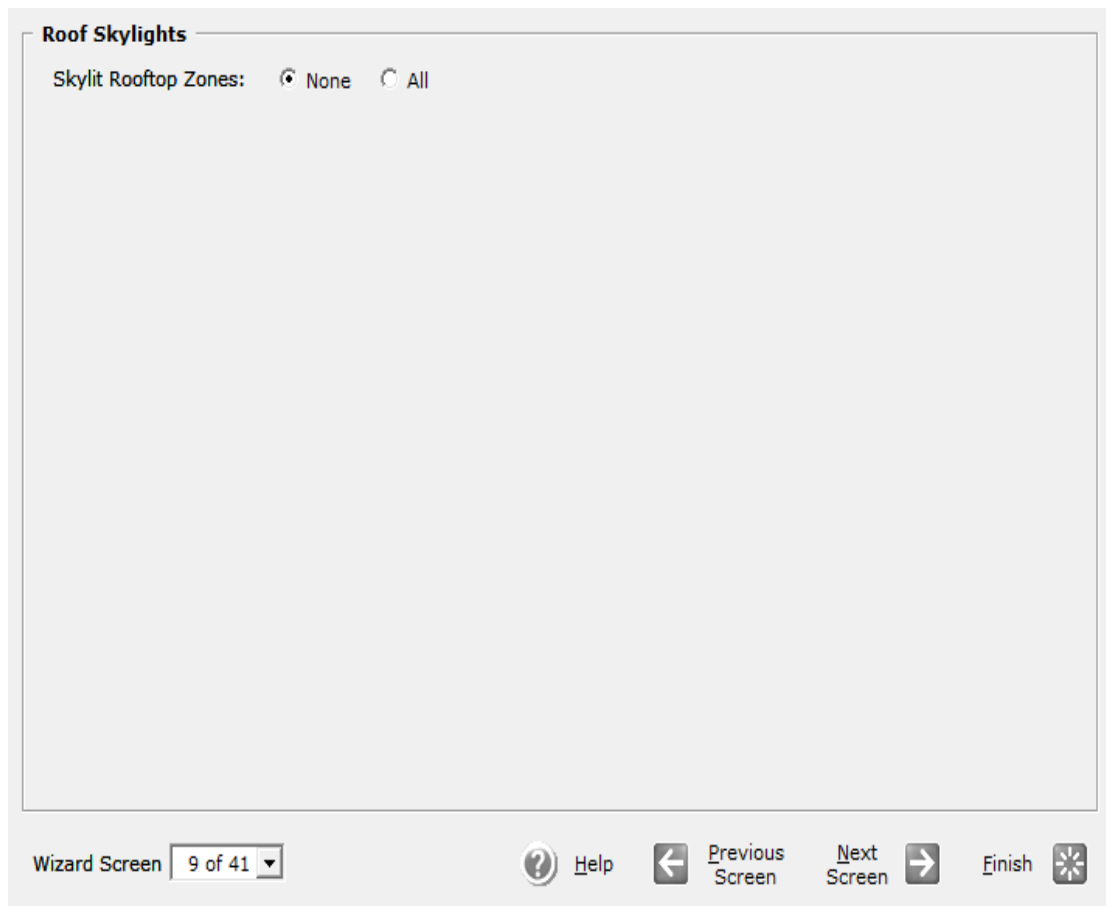 Roof Skylights
Skylit Rooftop Zones: None All
Wizard Screen 9 of 41 Help Previous Screen Next Screen Finish